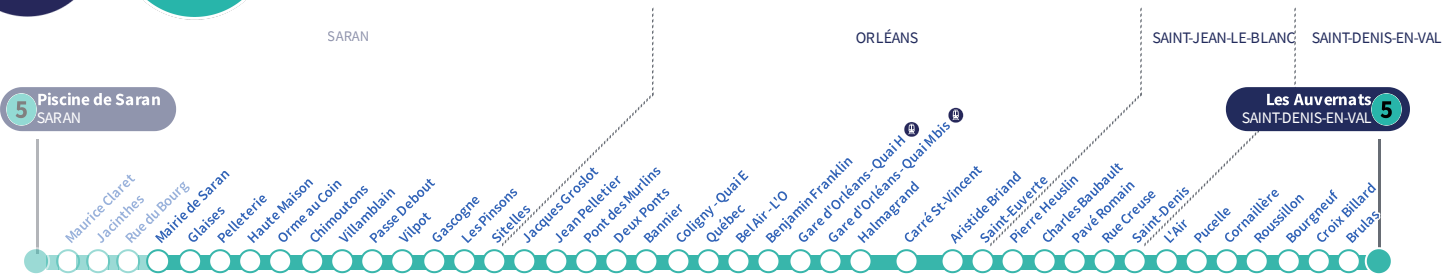 SARAN
ORLÉANS
SAINT-JEAN-LE-BLANC
SAINT-DENIS-EN-VAL
5
Piscine de Saran
SARAN
Les Auvernats
SAINT-DENIS-EN-VAL
5
Maurice Claret
Jacinthes
Rue du Bourg
Mairie de Saran
Glaises
Pelleterie
Haute Maison
Orme au Coin
Chimoutons
Villamblain
Passe Debout
Vilpot
Gascogne
Les Pinsons
Sitelles
Jacques Groslot
Jean Pelletier
Pont des Murlins
Deux Ponts
Bannier
Coligny - Quai E
Québec
Bel Air - L'O
Benjamin Franklin
Gare d'Orléans - Quai H
Gare d'Orléans - Quai M bis
Halmagrand
Carré St-Vincent
Aristide Briand
Saint-Euverte
Pierre Heuslin
Charles Baubault
Pavé Romain
Rue Creuse
Saint-Denis
L'Air
Pucelle
Cornaillère
Roussillon
Bourgneuf
Croix Billard
Brulas